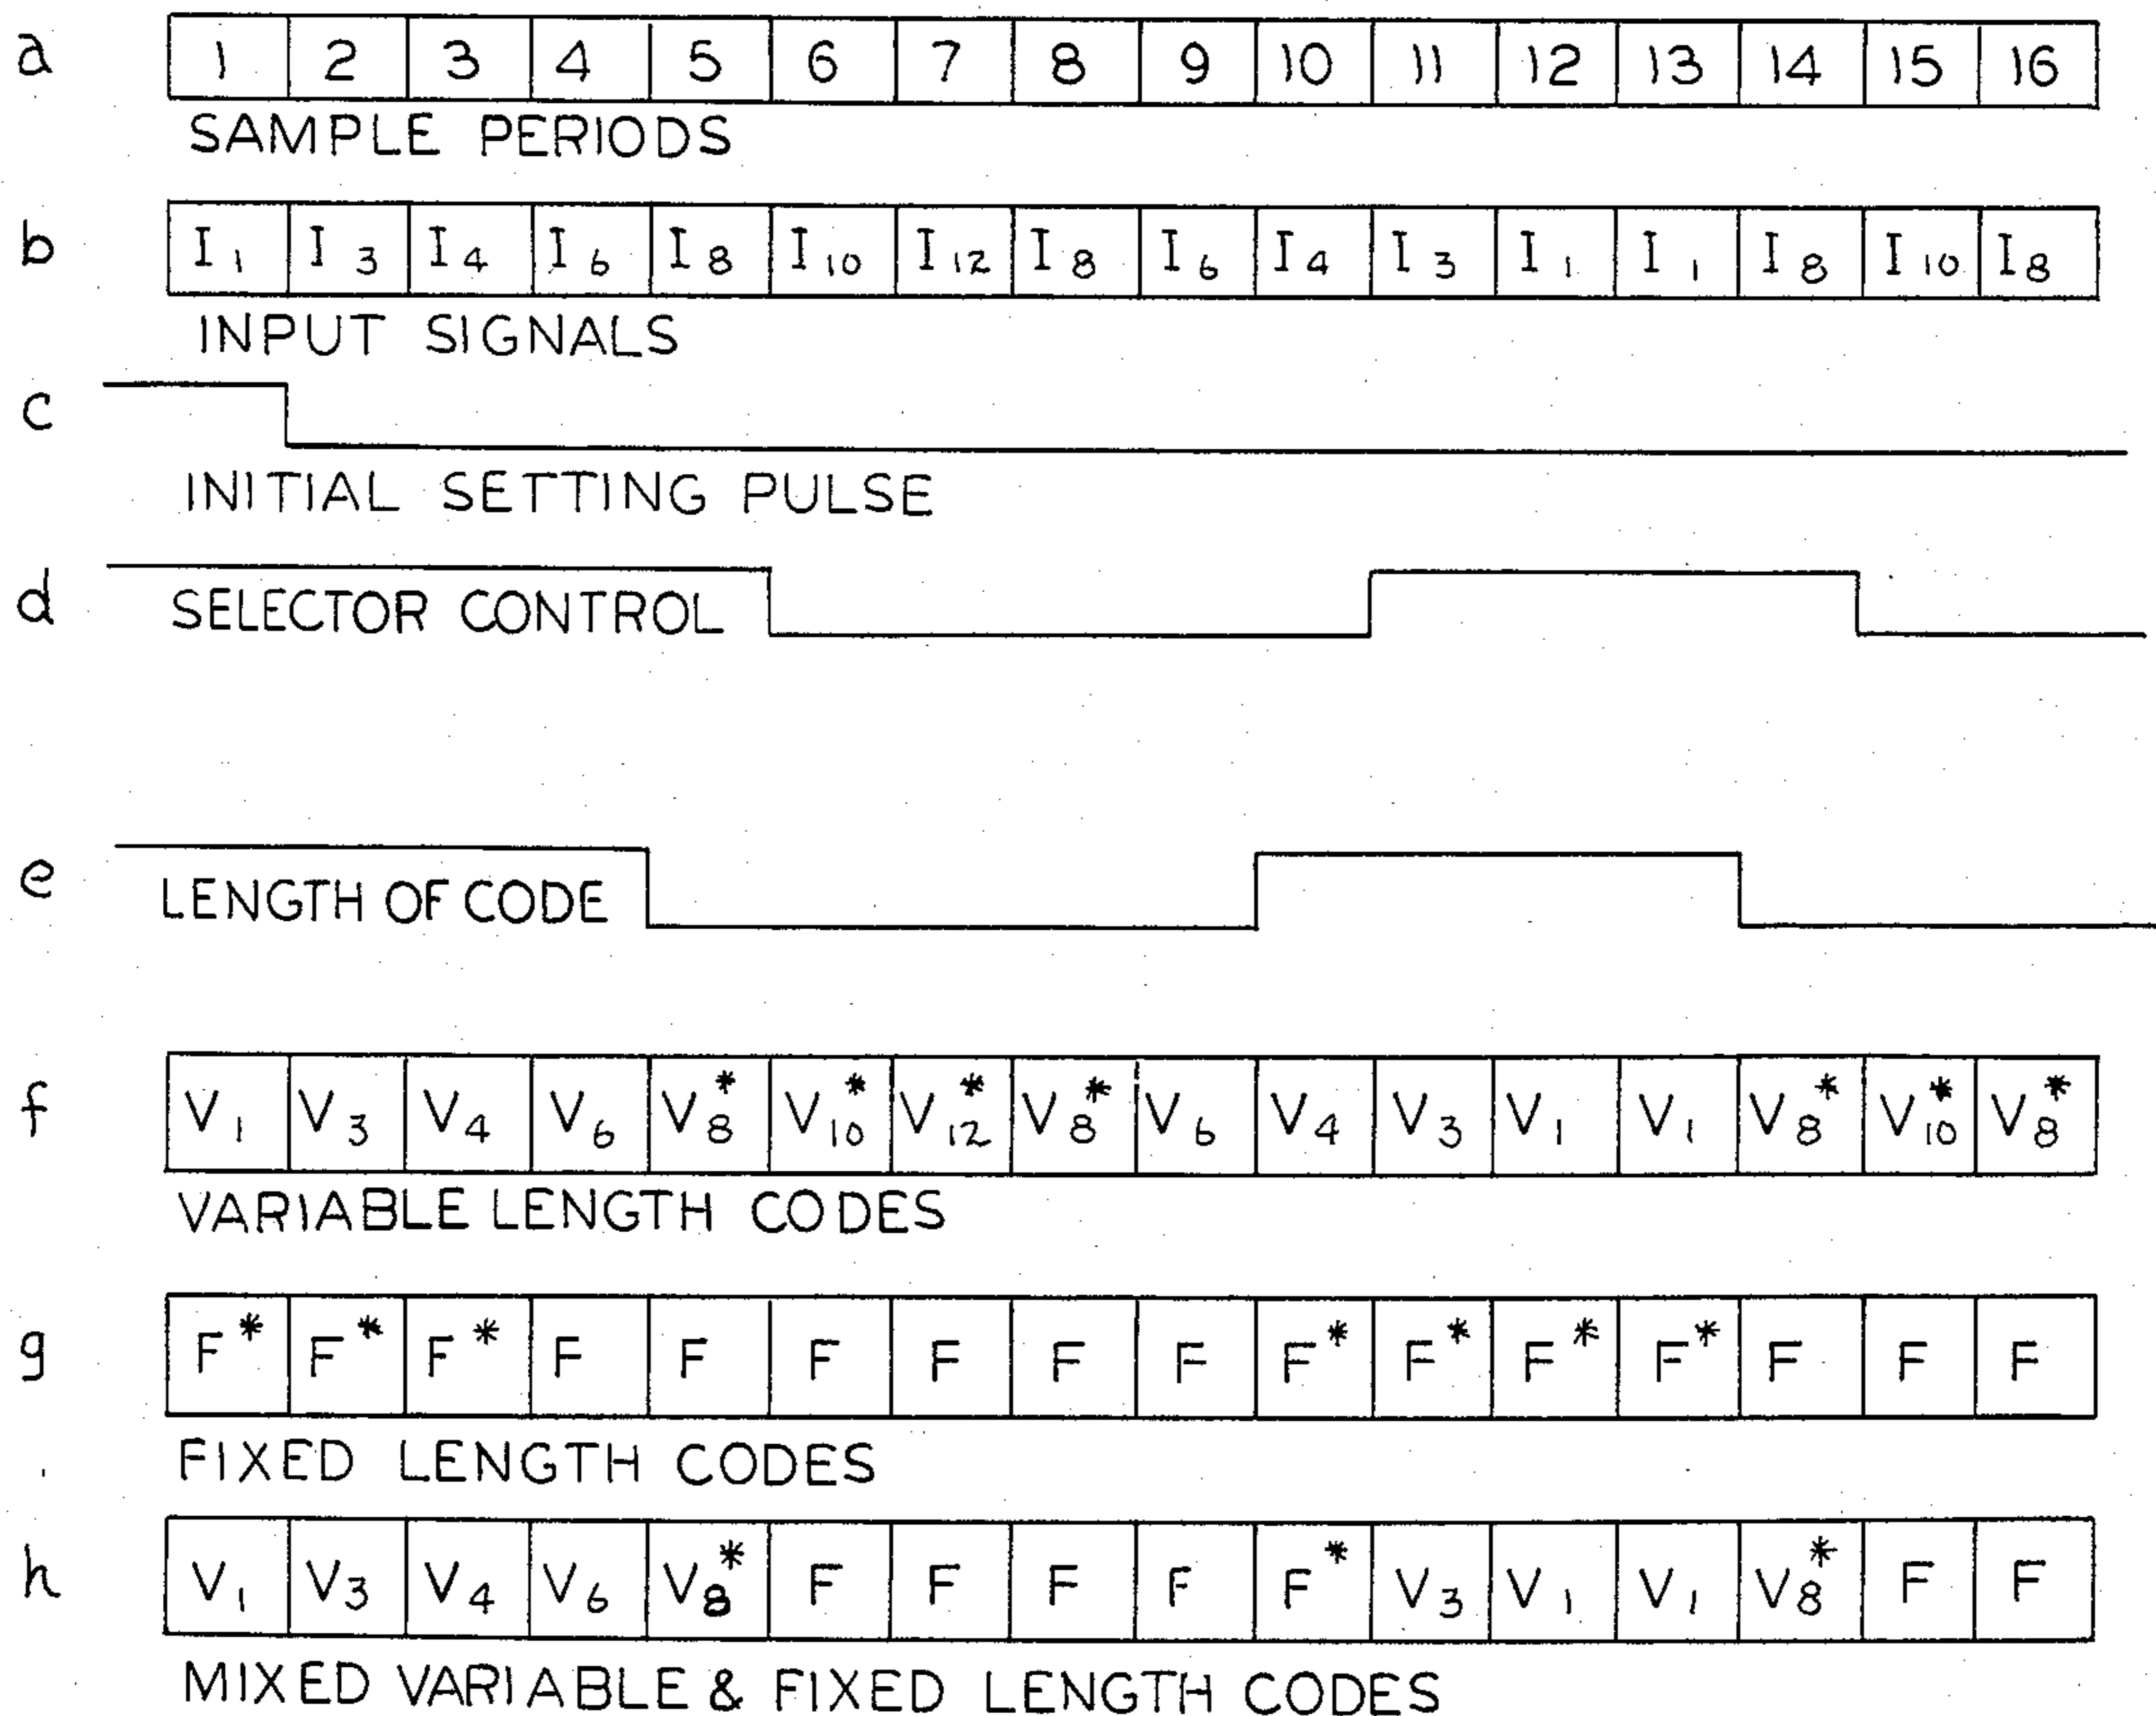 a 1 2 3 4 5 6 7 8 9 10 11 12 13 14 15 16
SAMPLE PERIODS
b I1 I3 I4 I6 I8 I10 I12 I8 I6 I4 I3 I1 I1 I8 I10 I8
INPUT SIGNALS
c
INITIAL SETTING PULSE
d
SELECTOR CONTROL
e
LENGTH OF CODE
f V1 V3 V4 V6 V8* V10* V12* V8* V6 V4 V3 V1 V1 V8* V10* V8*
VARIABLE LENGTH CODES
g F* F* F* F F F F F F F* F* F* F* F F F
FIXED LENGTH CODES
h V1 V3 V4 V6 V8* F F F F F* V3 V1 V1 V8* F F
MIXED VARIABLE & FIXED LENGTH CODES